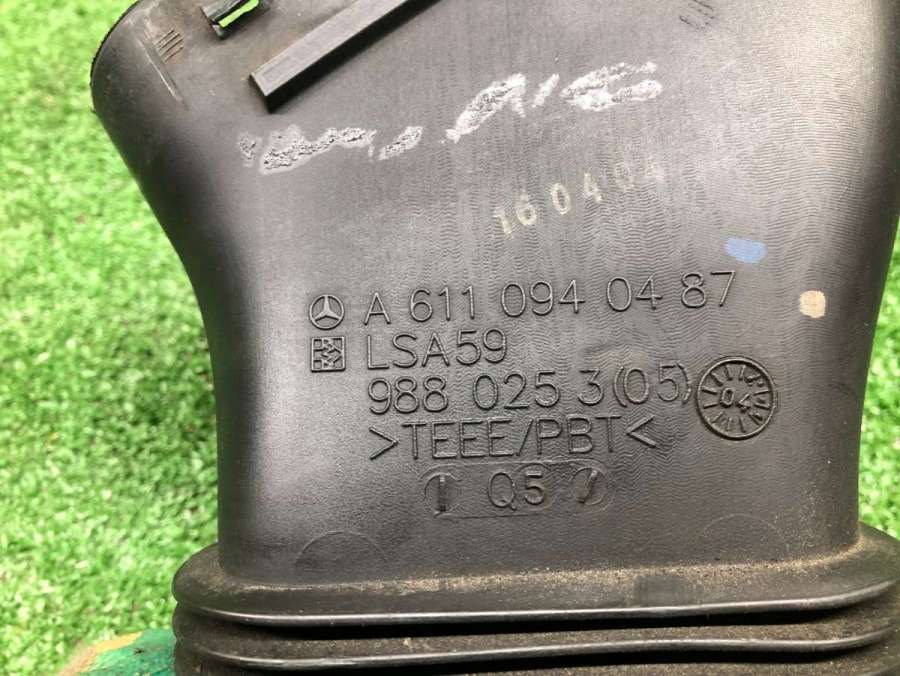 160404
A 611 094 04 87
LSA59
988 025 3 (05)
04
>TEEE/PBT<
Q5